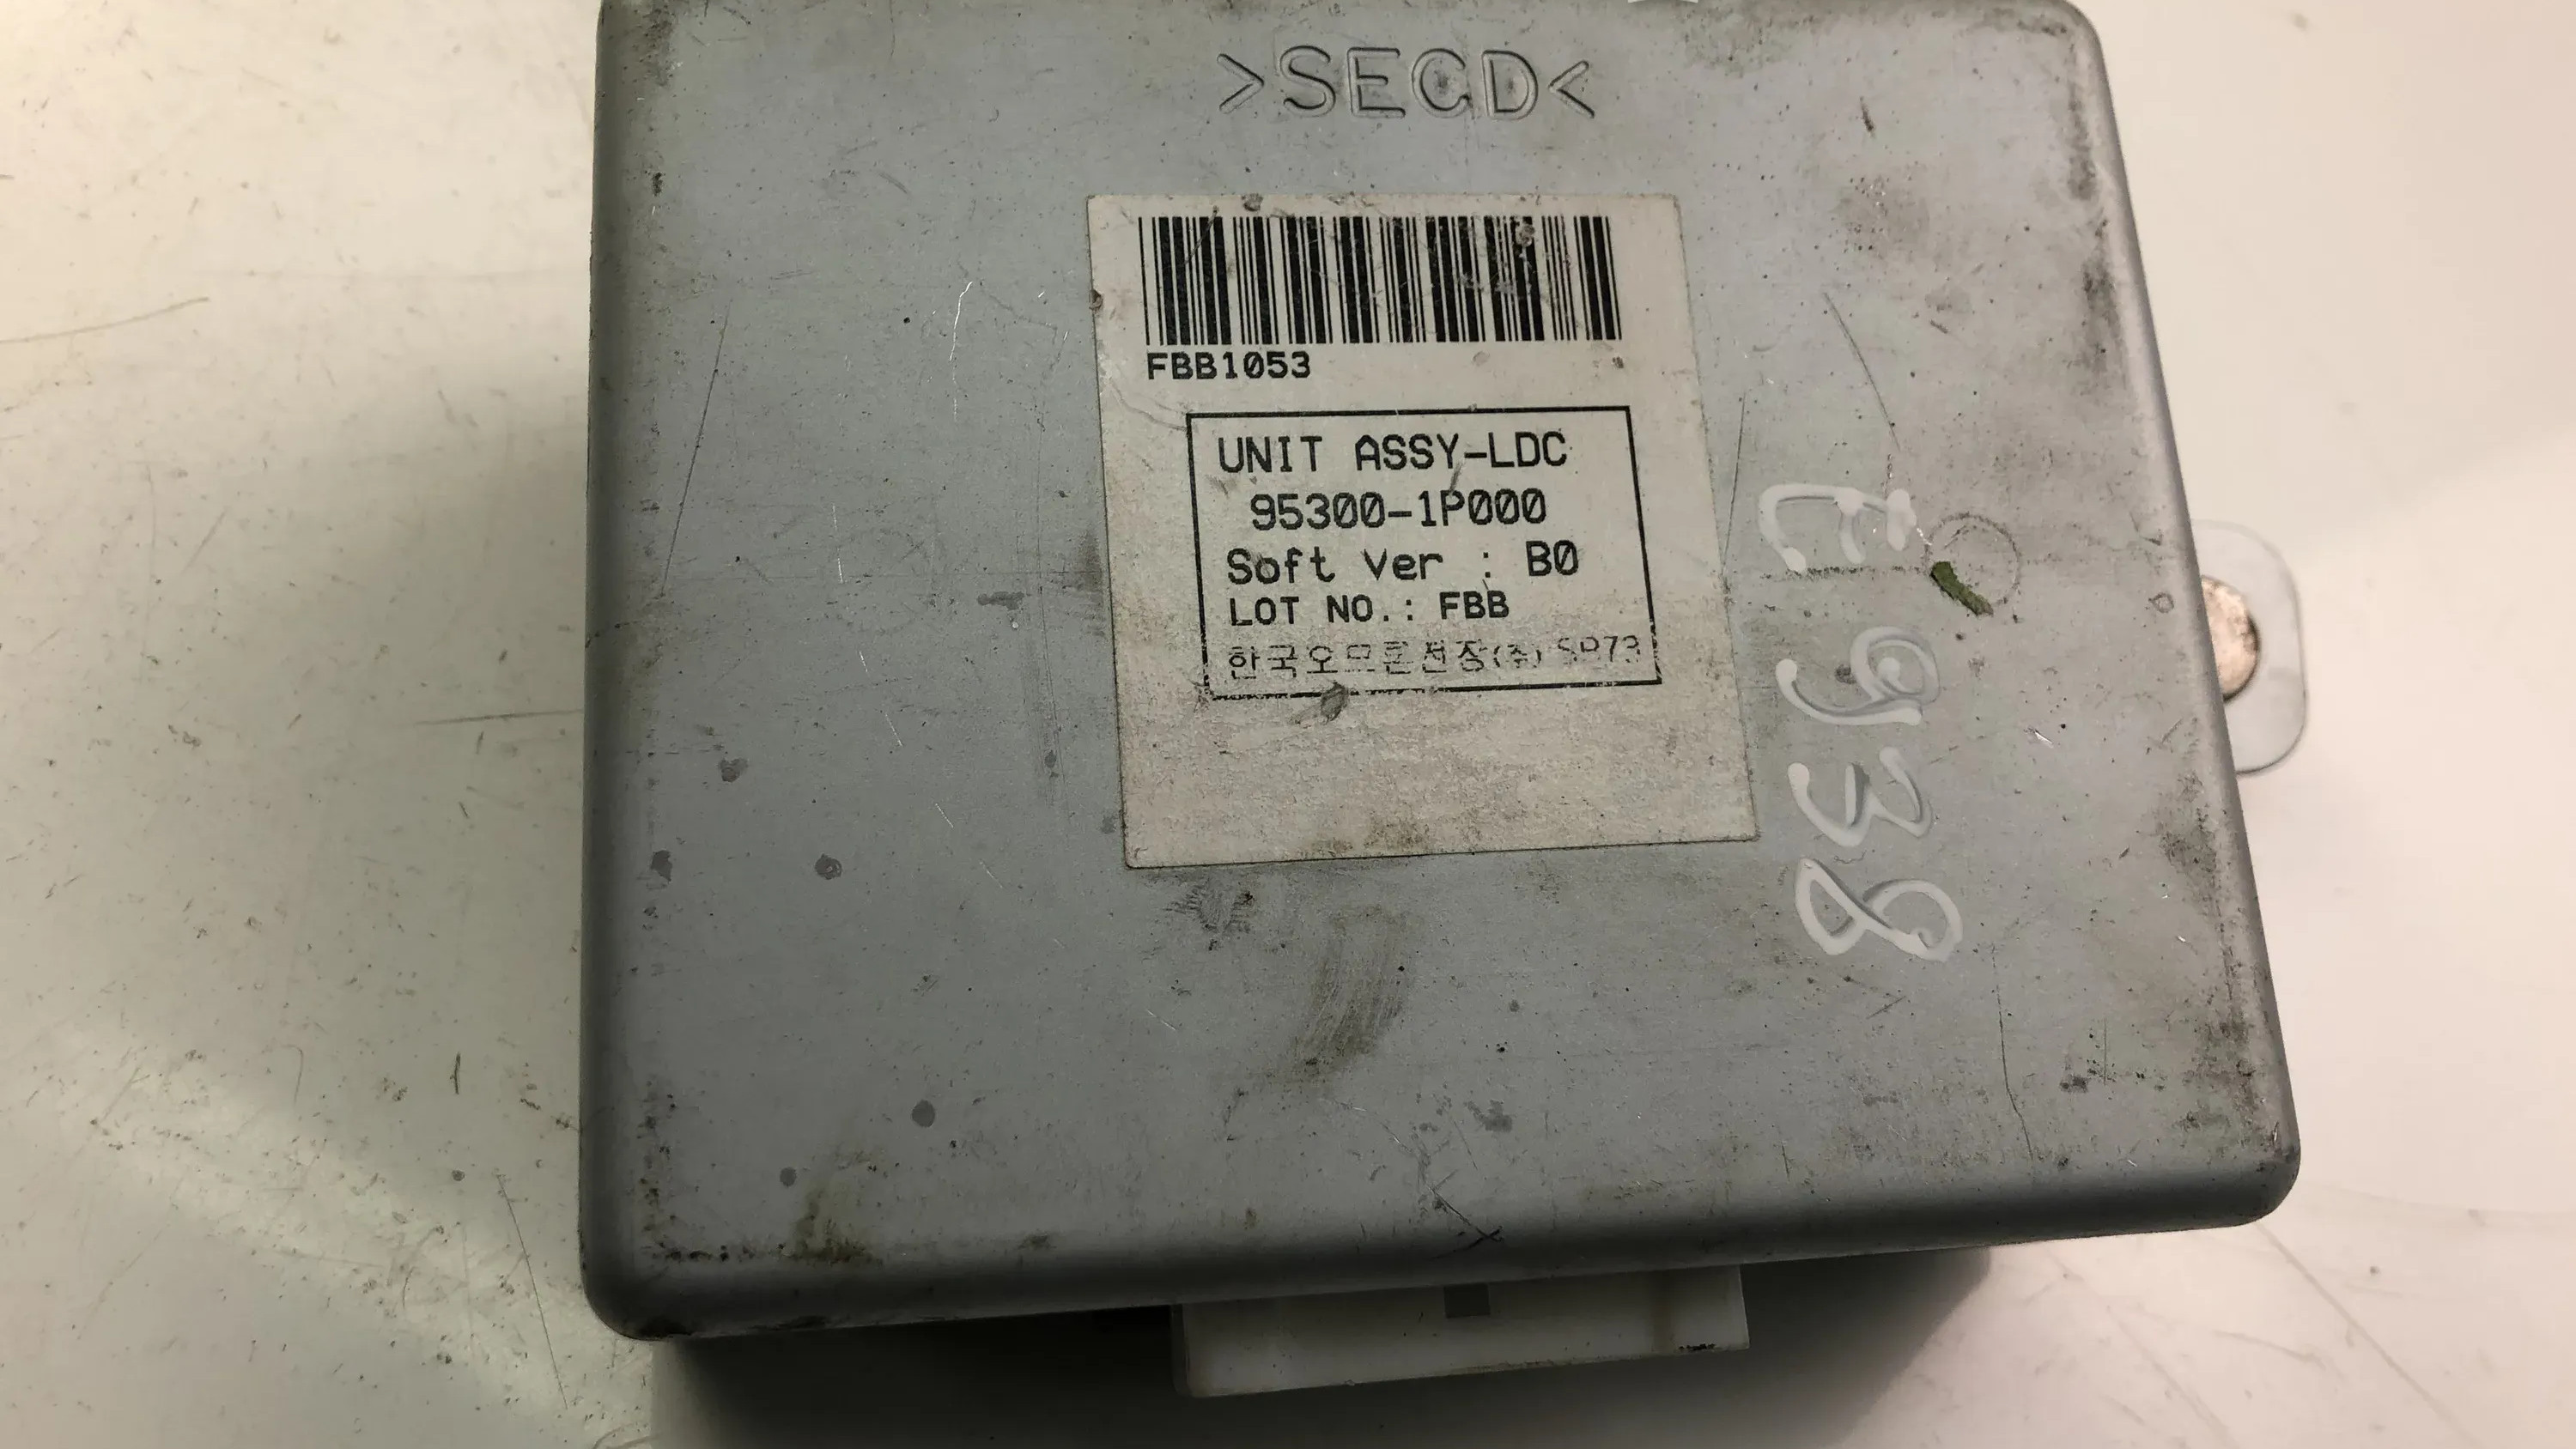 >SECD<
FBB1053
UNIT ASSY-LDC
95300-1P000
Soft Ver : B0
LOT NO.: FBB
한국오므론전장(주) SP73
E938